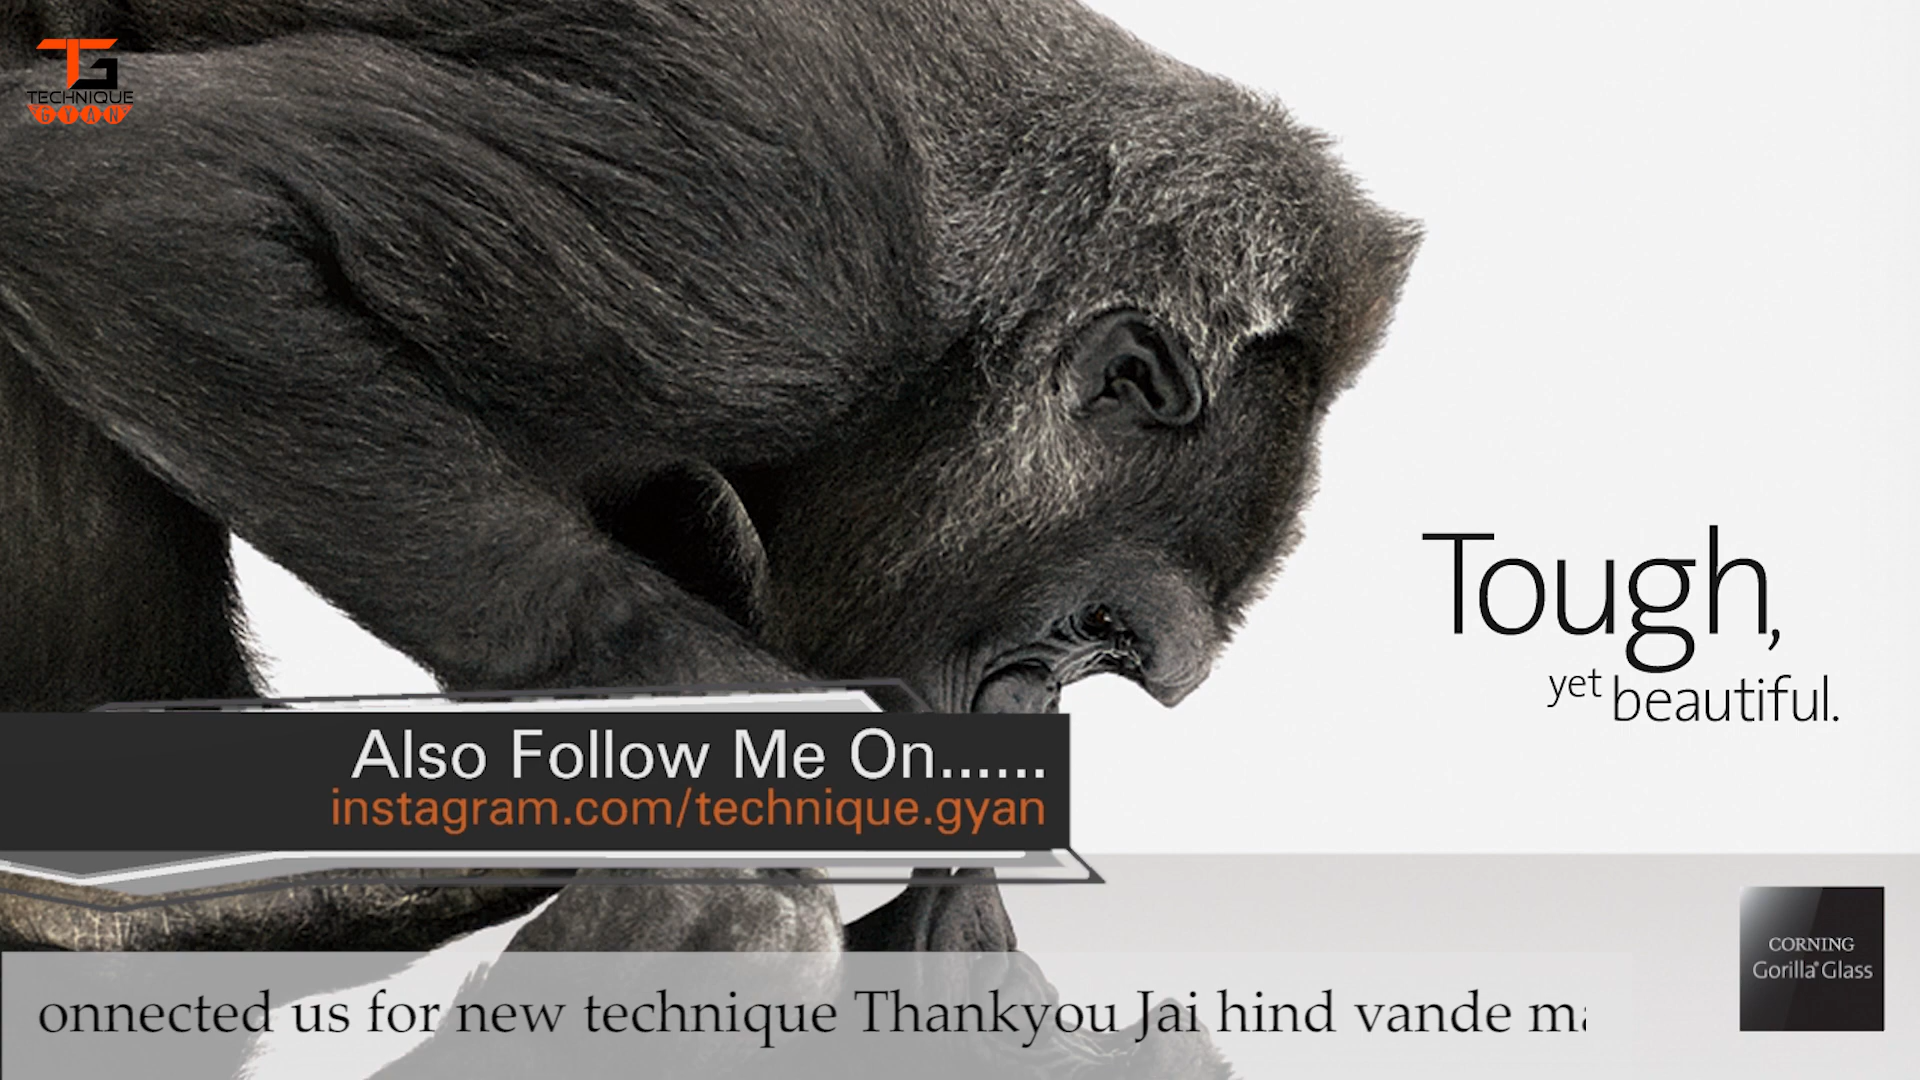 TG
TECHNIQUE
GYAN
Tough,
yet beautiful.
Also Follow Me On......
instagram.com/technique.gyan
CORNING
Gorilla® Glass
onnected us for new technique Thankyou Jai hind vande